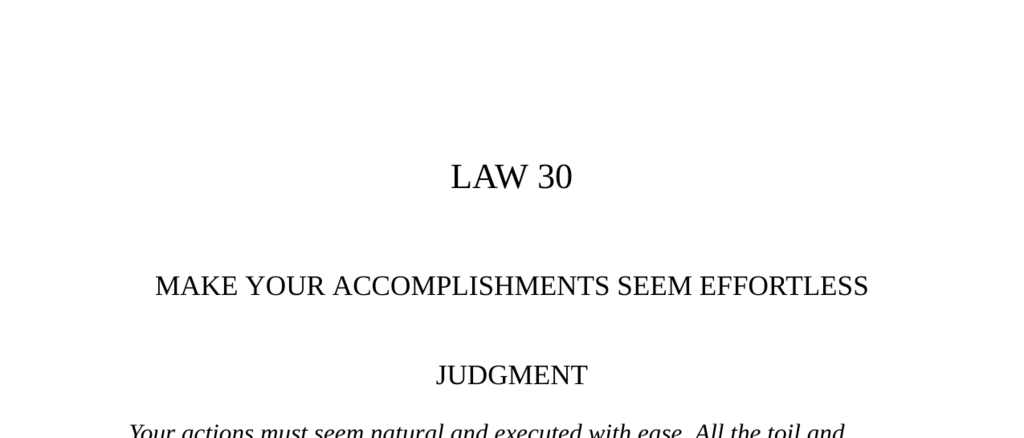 LAW 30
MAKE YOUR ACCOMPLISHMENTS SEEM EFFORTLESS
JUDGMENT
Your actions must seem natural and executed with ease. All the toil and